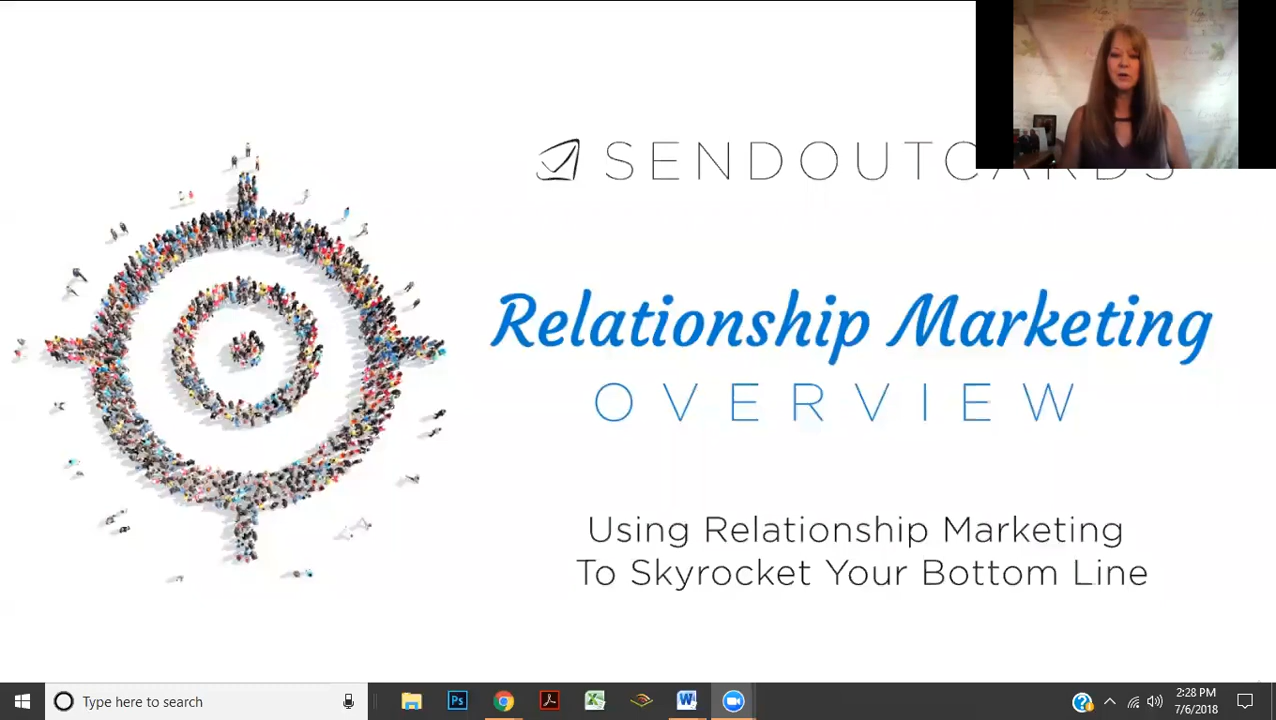 SENDOUTCARDS
Relationship Marketing
OVERVIEW
Using Relationship Marketing
To Skyrocket Your Bottom Line
Type here to search
2:28 PM
7/6/2018